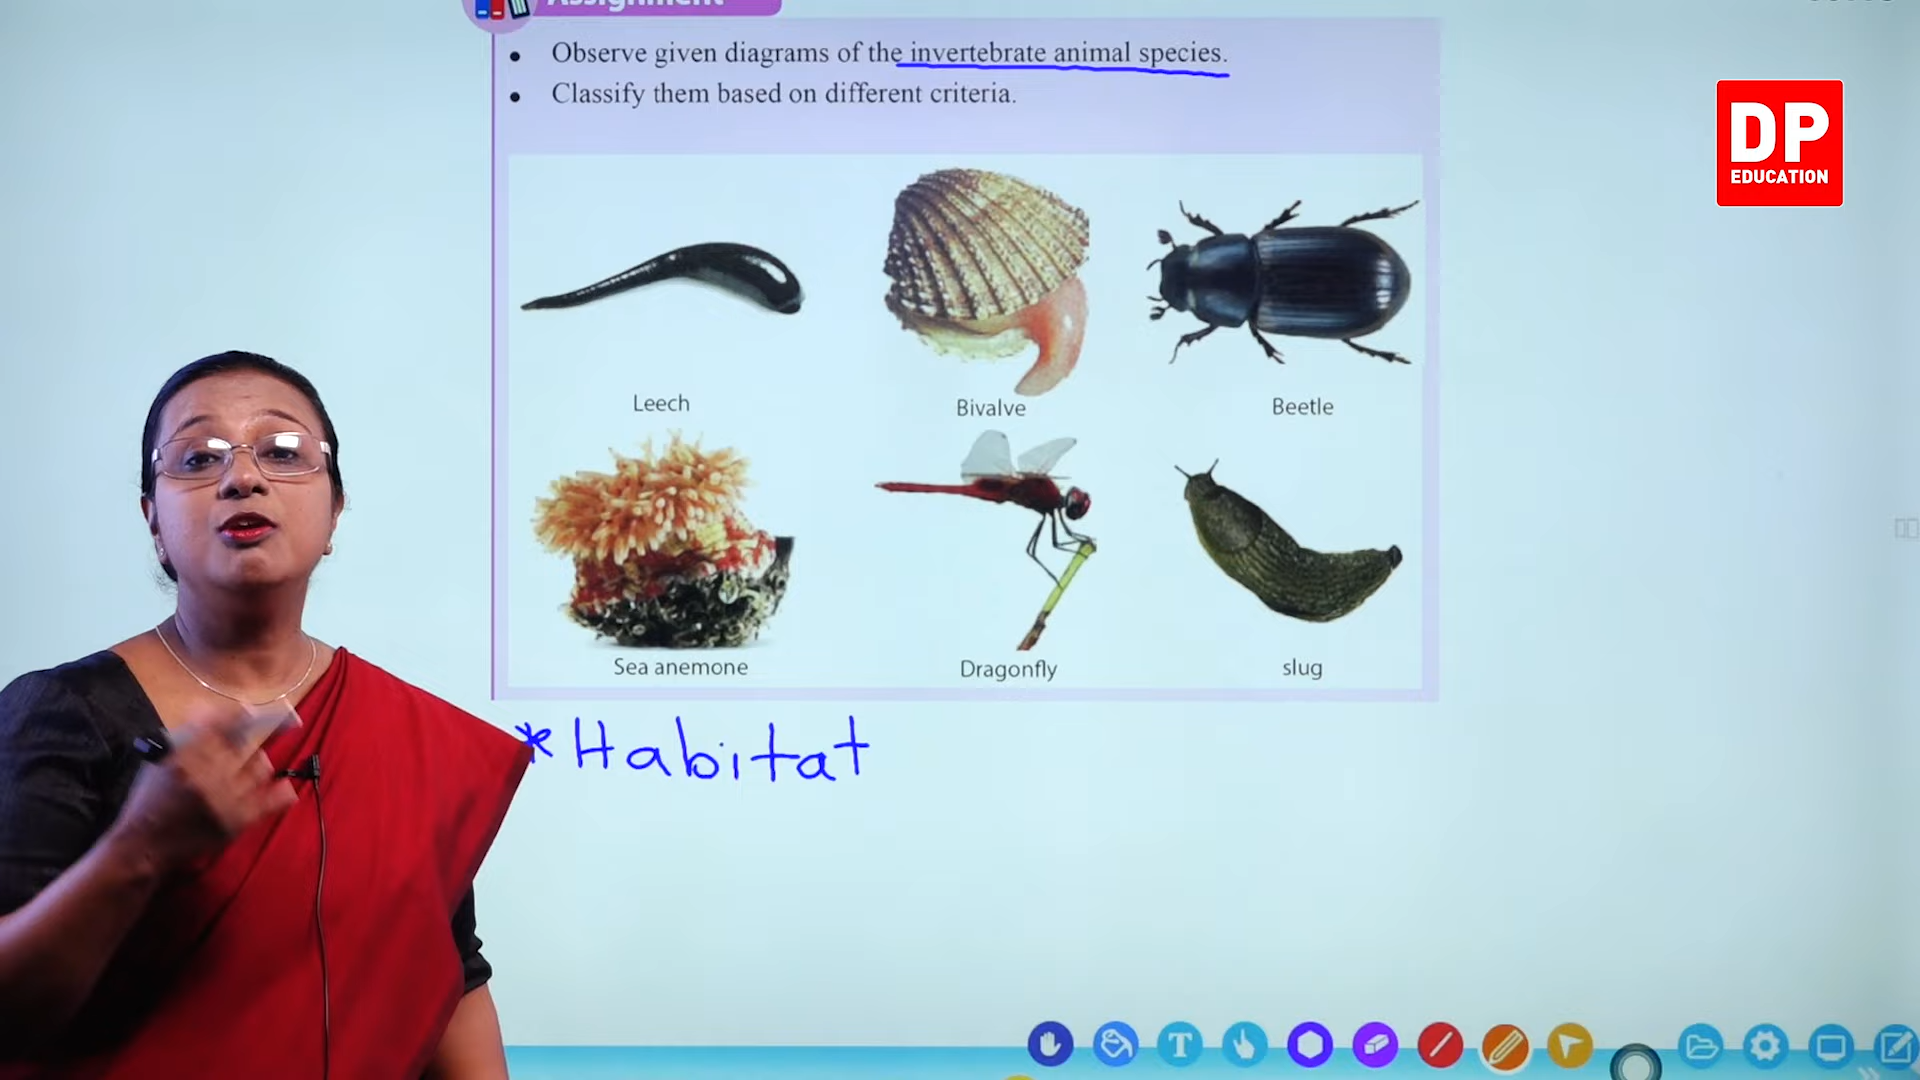 Assignment
• Observe given diagrams of the invertebrate animal species.
• Classify them based on different criteria.
DP
EDUCATION
Leech
Bivalve
Beetle
Sea anemone
Dragonfly
slug
* Habitat
T